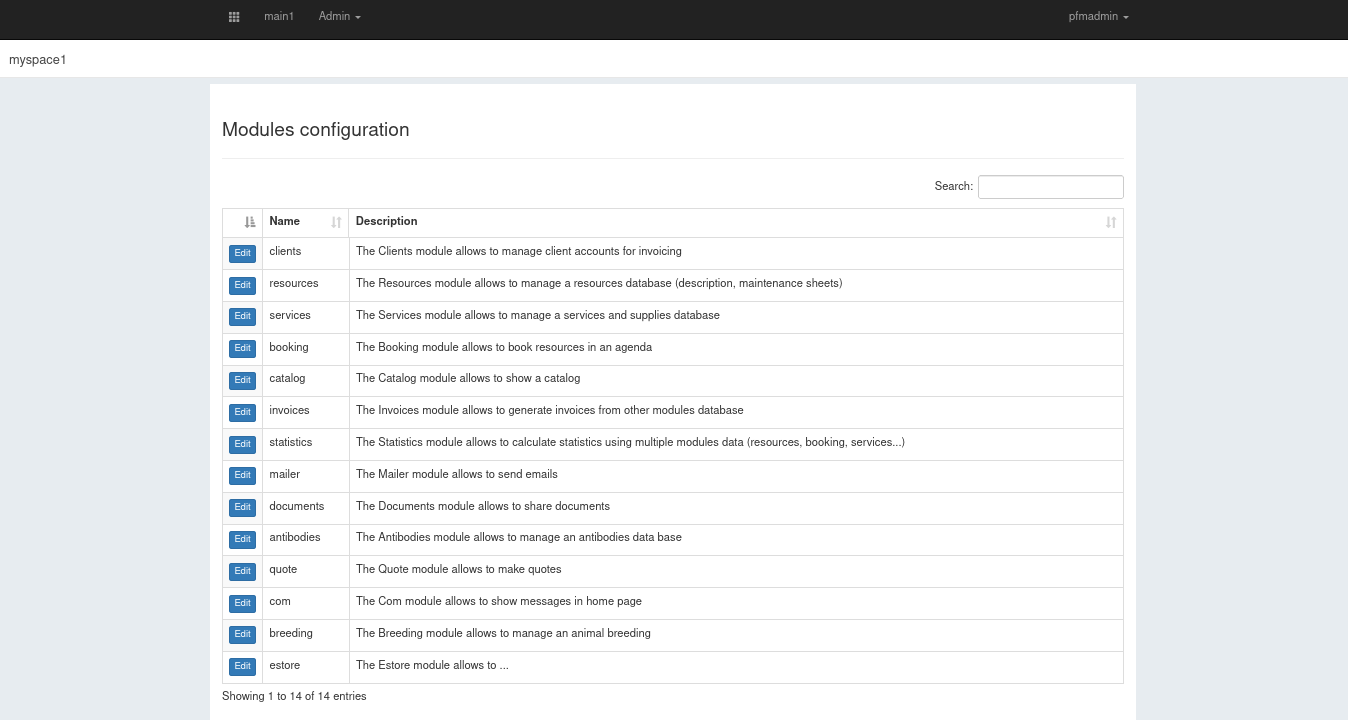 main1 Admin pfmadmin
myspace1
Modules configuration
Search:
Name Description
Edit clients The Clients module allows to manage client accounts for invoicing
Edit resources The Resources module allows to manage a resources database (description, maintenance sheets)
Edit services The Services module allows to manage a services and supplies database
Edit booking The Booking module allows to book resources in an agenda
Edit catalog The Catalog module allows to show a catalog
Edit invoices The Invoices module allows to generate invoices from other modules database
Edit statistics The Statistics module allows to calculate statistics using multiple modules data (resources, booking, services...)
Edit mailer The Mailer module allows to send emails
Edit documents The Documents module allows to share documents
Edit antibodies The Antibodies module allows to manage an antibodies data base
Edit quote The Quote module allows to make quotes
Edit com The Com module allows to show messages in home page
Edit breeding The Breeding module allows to manage an animal breeding
Edit estore The Estore module allows to ...
Showing 1 to 14 of 14 entries